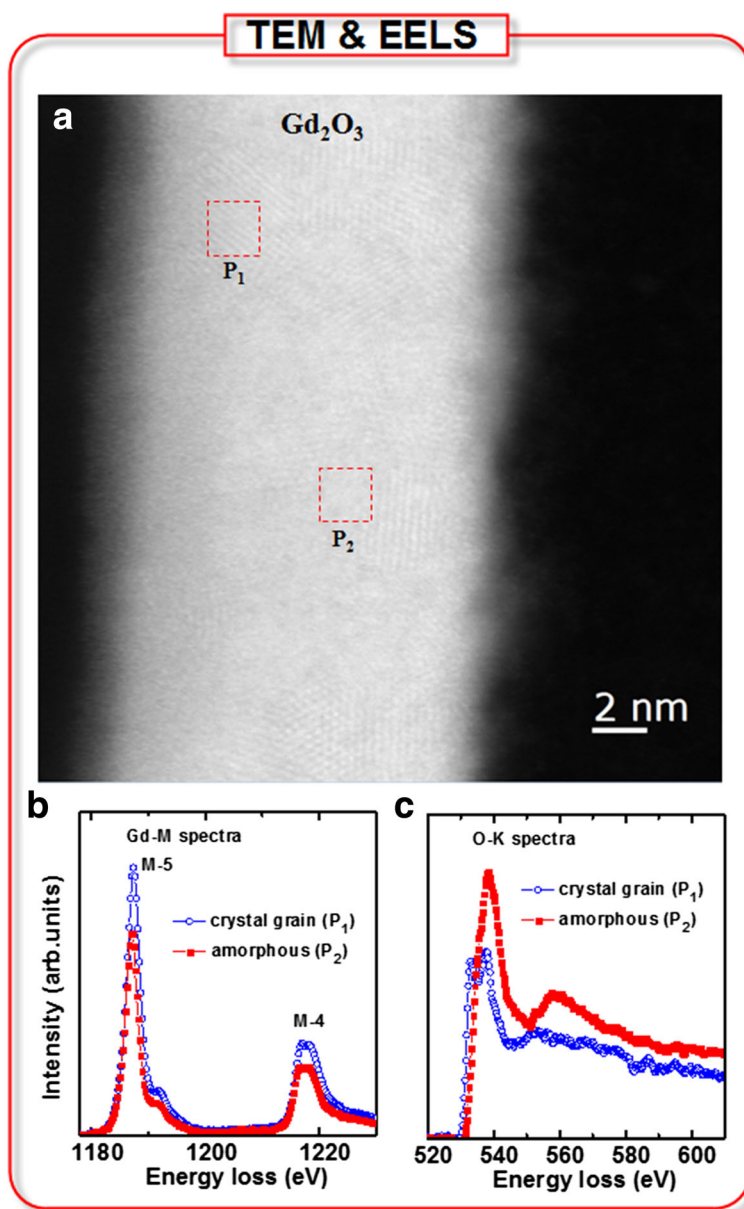 TEM & EELS
a
Gd₂O₃
P₁
P₂
2 nm
b
Gd-M spectra
M-5
crystal grain (P₁)
amorphous (P₂)
M-4
Intensity (arb.units)
1180 1200 1220
Energy loss (eV)
c
O-K spectra
crystal grain (P₁)
amorphous (P₂)
520 540 560 580 600
Energy loss (eV)